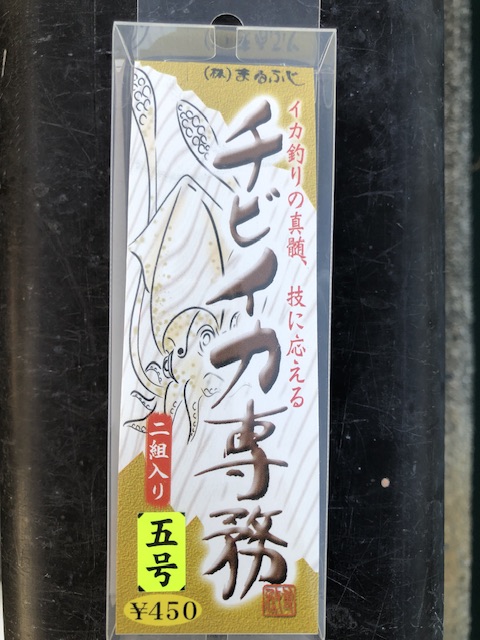 (株)まるふじ
イカ釣りの真髄、技に応える
チビイカ専務
二組入り
五号
¥450